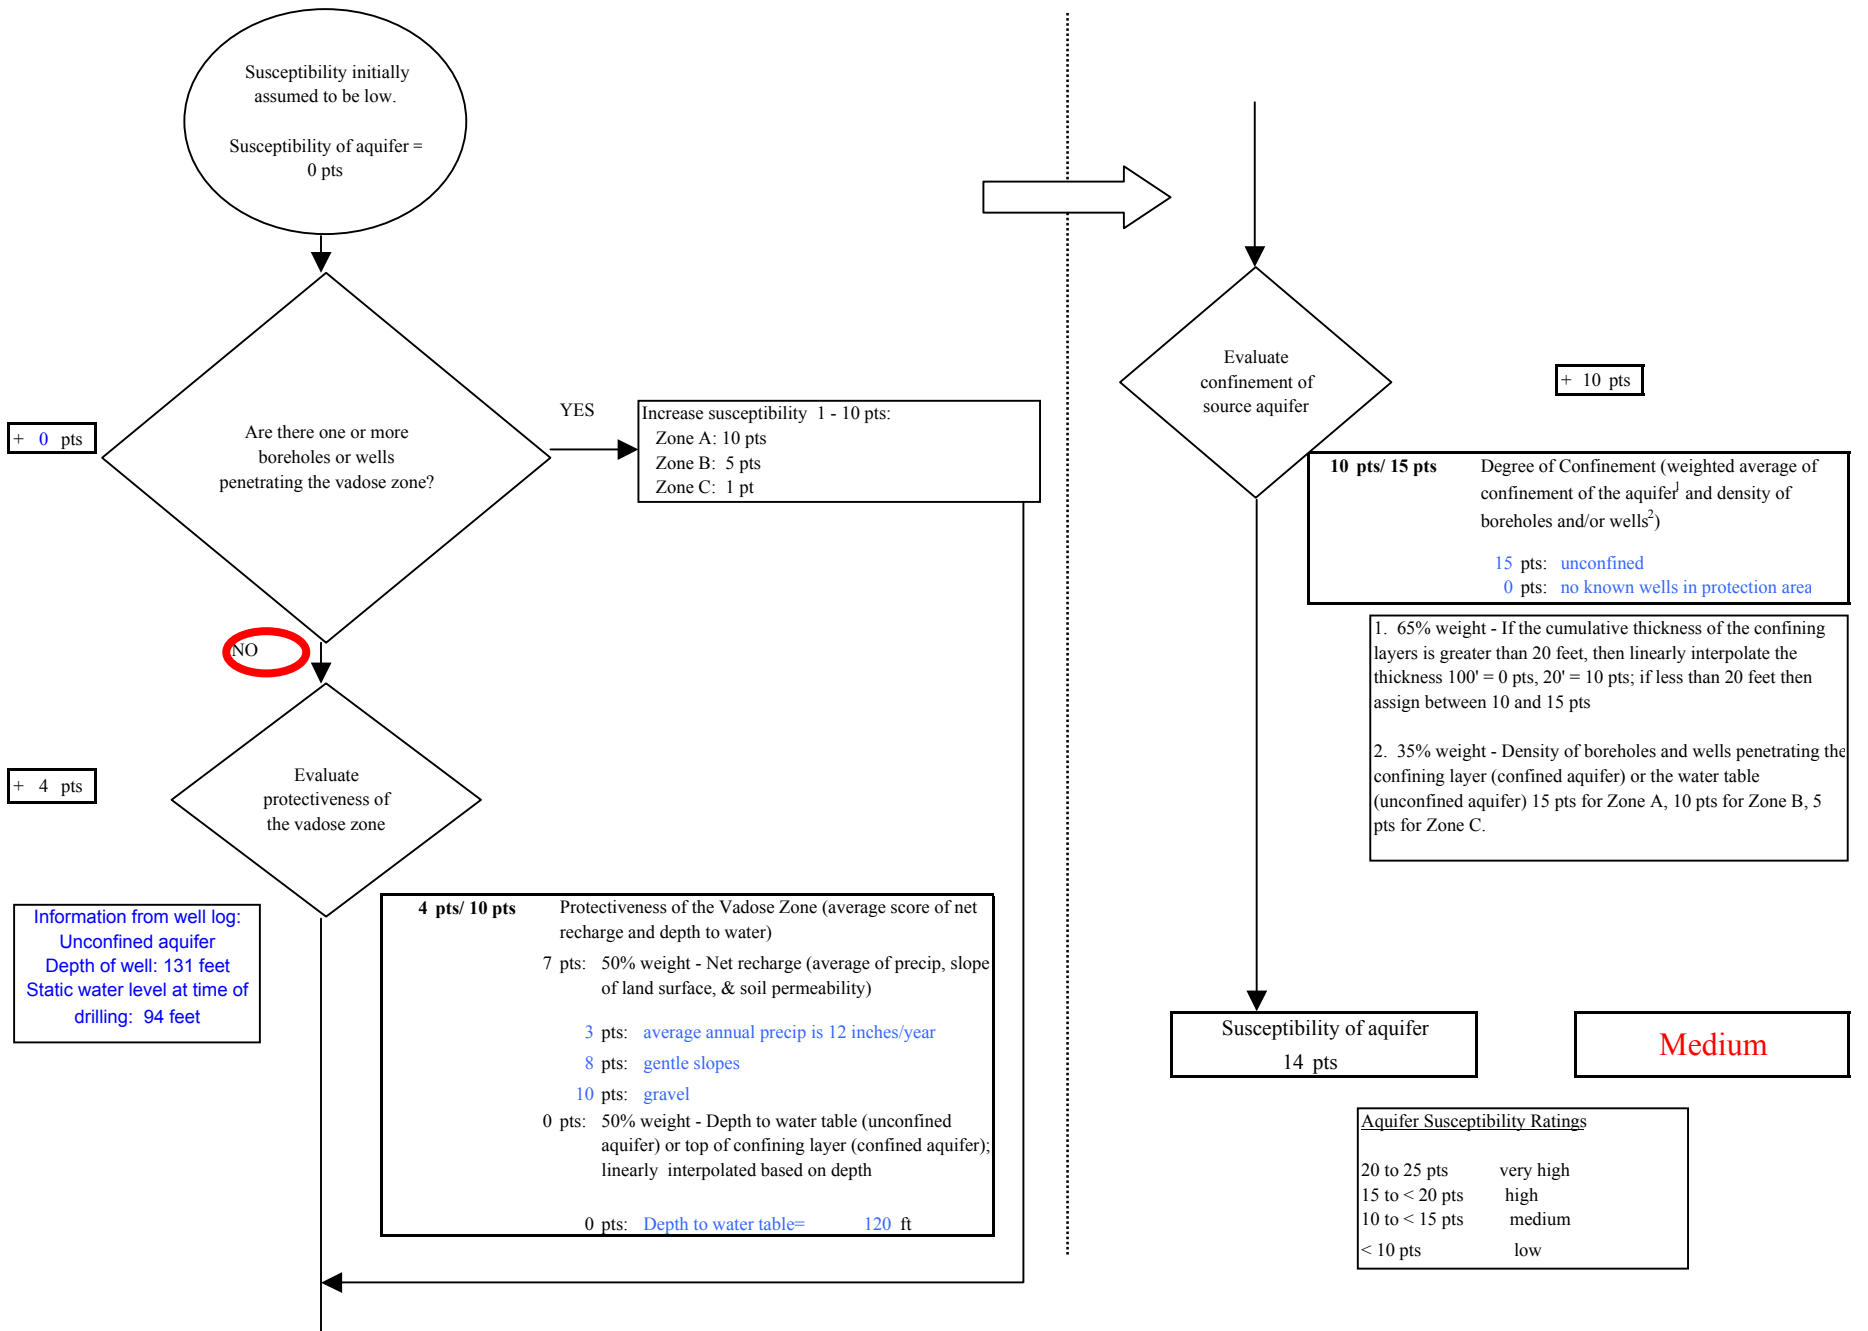 Susceptibility initially
assumed to be low.
Susceptibility of aquifer =
0 pts
+ 0 pts
Are there one or more
boreholes or wells
penetrating the vadose zone?
YES
Increase susceptibility 1 - 10 pts:
Zone A: 10 pts
Zone B: 5 pts
Zone C: 1 pt
NO
+ 4 pts
Evaluate
protectiveness of
the vadose zone
Information from well log:
Unconfined aquifer
Depth of well: 131 feet
Static water level at time of
drilling: 94 feet
4 pts/ 10 pts Protectiveness of the Vadose Zone (average score of net
recharge and depth to water)
7 pts: 50% weight - Net recharge (average of precip, slope
of land surface, & soil permeability)
3 pts: average annual precip is 12 inches/year
8 pts: gentle slopes
10 pts: gravel
0 pts: 50% weight - Depth to water table (unconfined
aquifer) or top of confining layer (confined aquifer);
linearly interpolated based on depth
0 pts: Depth to water table= 120 ft
Evaluate
confinement of
source aquifer
+ 10 pts
10 pts/ 15 pts Degree of Confinement (weighted average of
confinement of the aquifer1 and density of
boreholes and/or wells2)
15 pts: unconfined
0 pts: no known wells in protection area
1. 65% weight - If the cumulative thickness of the confining
layers is greater than 20 feet, then linearly interpolate the
thickness 100' = 0 pts, 20' = 10 pts; if less than 20 feet then
assign between 10 and 15 pts
2. 35% weight - Density of boreholes and wells penetrating the
confining layer (confined aquifer) or the water table
(unconfined aquifer) 15 pts for Zone A, 10 pts for Zone B, 5
pts for Zone C.
Susceptibility of aquifer
14 pts
Medium
Aquifer Susceptibility Ratings
20 to 25 pts very high
15 to < 20 pts high
10 to < 15 pts medium
< 10 pts low